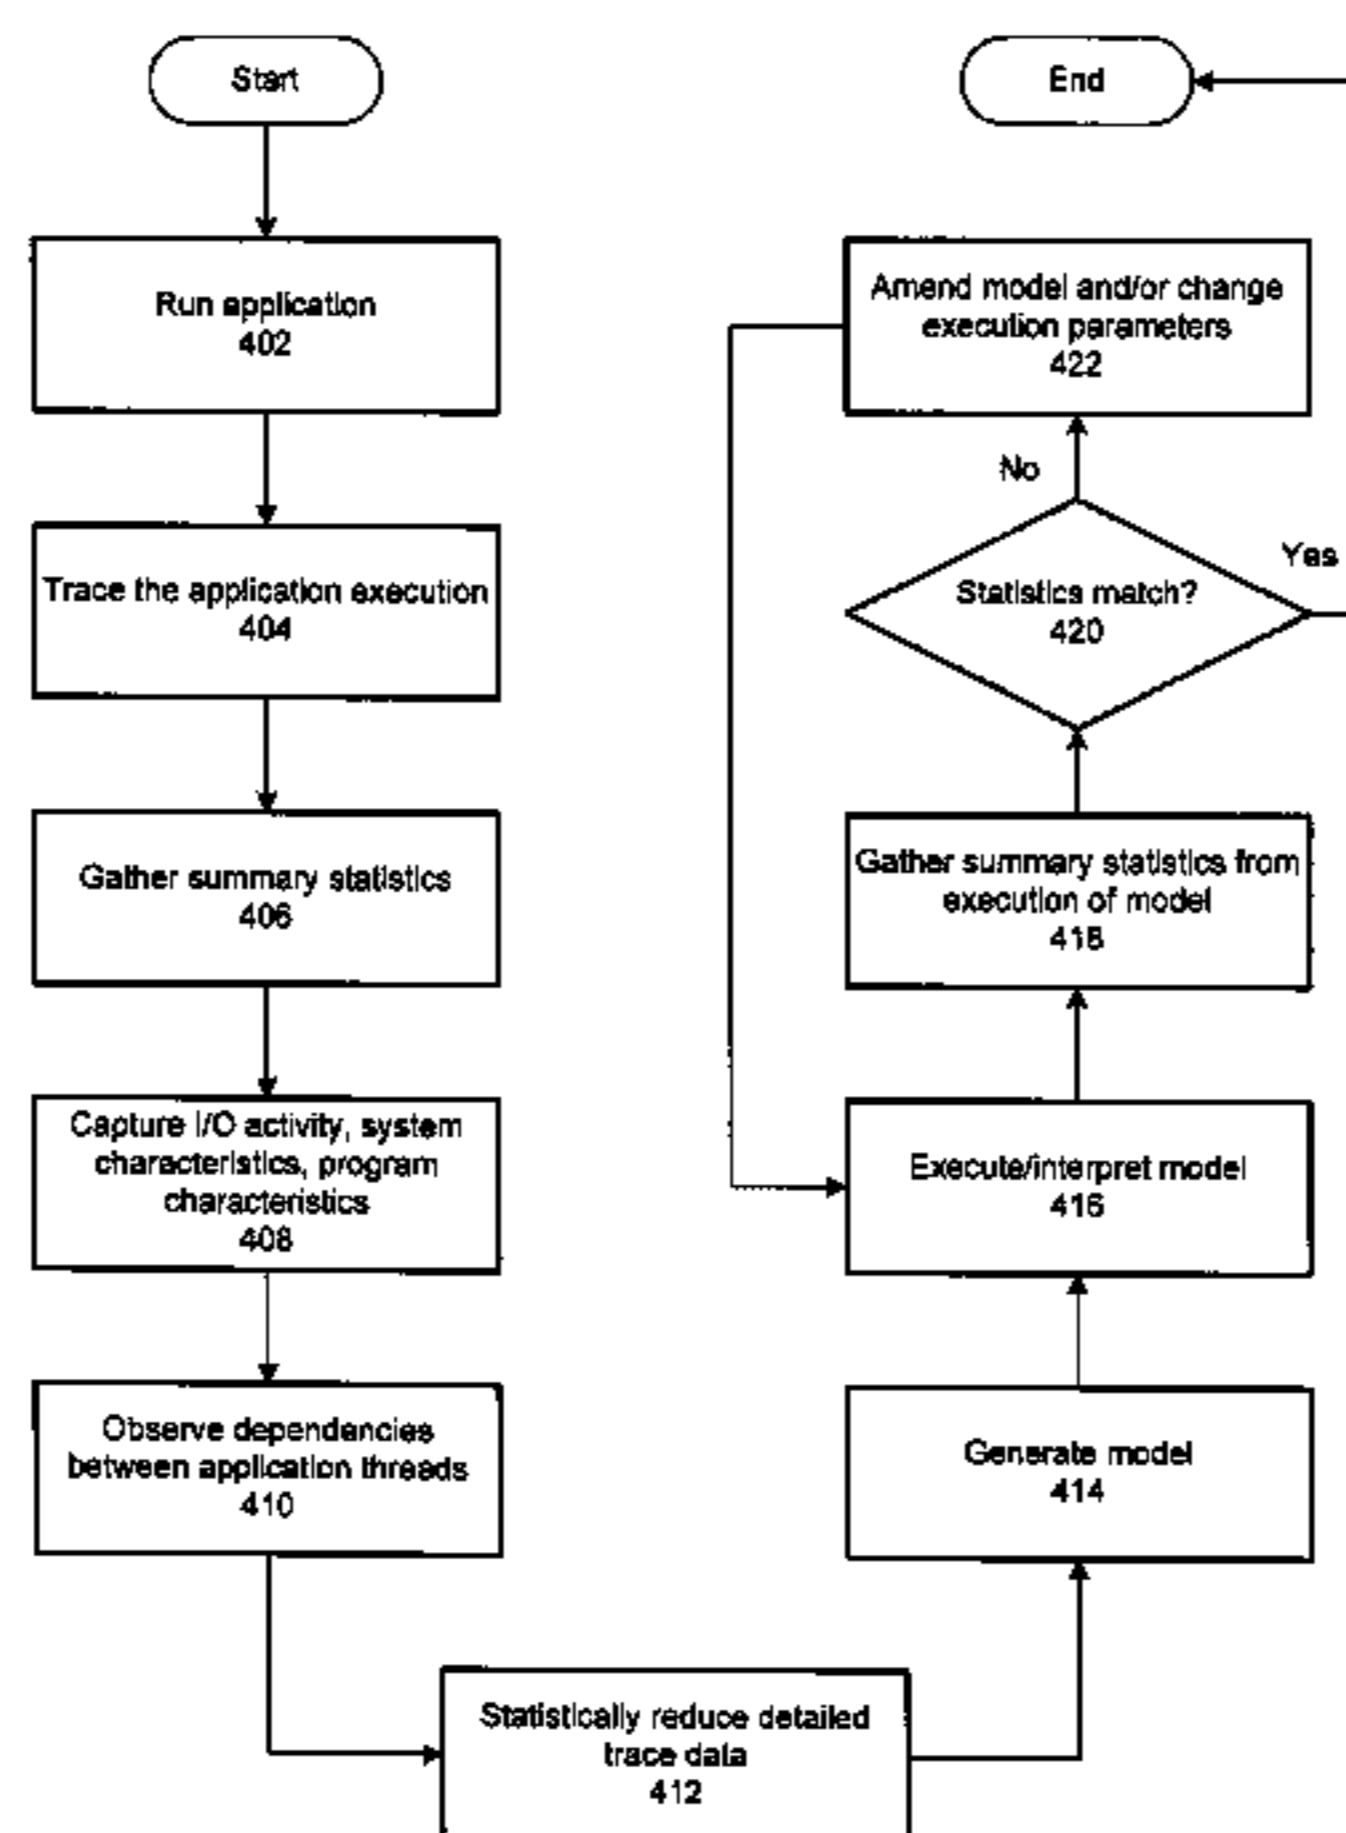 Start
Run application
402
Trace the application execution
404
Gather summary statistics
406
Capture I/O activity, system
characteristics, program
characteristics
408
Observe dependencies
between application threads
410
Statistically reduce detailed
trace data
412
Generate model
414
Execute/interpret model
416
Gather summary statistics from
execution of model
418
Statistics match?
420
Yes
No
Amend model and/or change
execution parameters
422
End